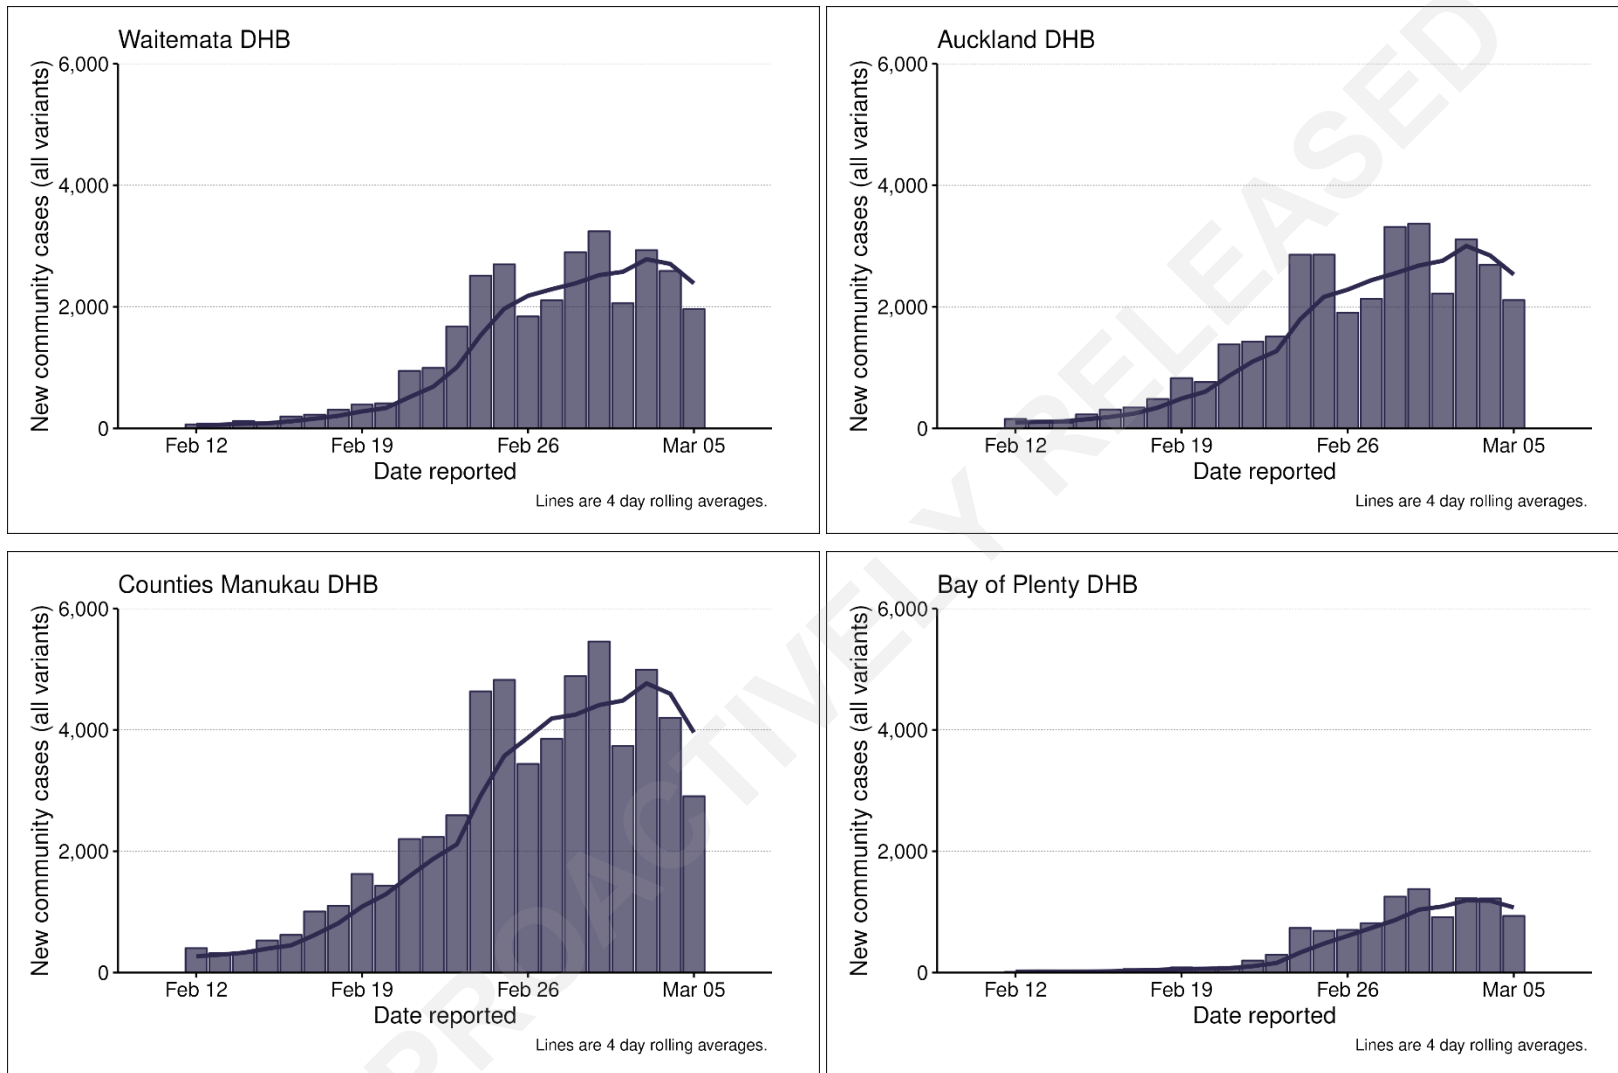 Waitemata DHB
New community cases (all variants)
6,000
4,000
2,000
0
Feb 12 Feb 19 Feb 26 Mar 05
Date reported
Lines are 4 day rolling averages.
Auckland DHB
New community cases (all variants)
6,000
4,000
2,000
0
Feb 12 Feb 19 Feb 26 Mar 05
Date reported
Lines are 4 day rolling averages.
Counties Manukau DHB
New community cases (all variants)
6,000
4,000
2,000
0
Feb 12 Feb 19 Feb 26 Mar 05
Date reported
Lines are 4 day rolling averages.
Bay of Plenty DHB
New community cases (all variants)
6,000
4,000
2,000
0
Feb 12 Feb 19 Feb 26 Mar 05
Date reported
Lines are 4 day rolling averages.
PROACTIVELY RELEASED